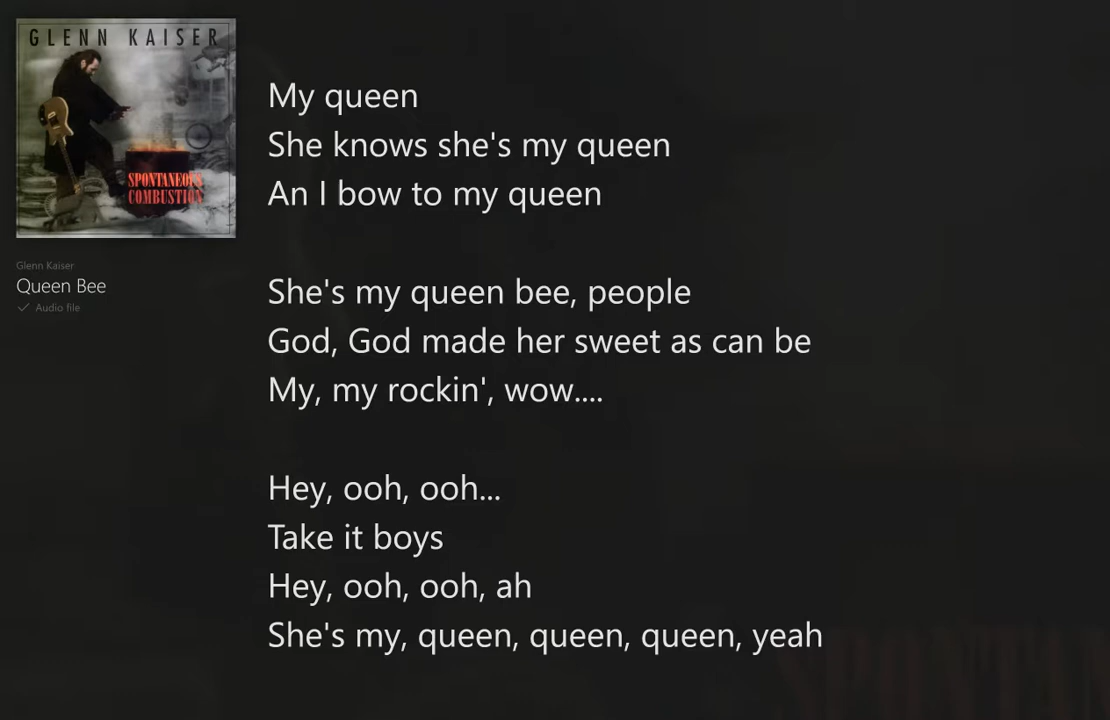 GLENN KAISER
SPONTANEOUS
COMBUSTION
Glenn Kaiser
Queen Bee
Audio file
My queen
She knows she's my queen
An I bow to my queen
She's my queen bee, people
God, God made her sweet as can be
My, my rockin', wow....
Hey, ooh, ooh...
Take it boys
Hey, ooh, ooh, ah
She's my, queen, queen, queen, yeah